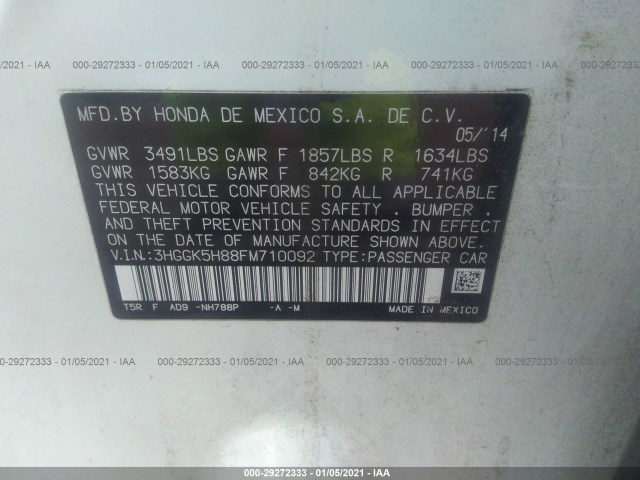 000-29272333 - 01/05/2021 - IAA
MFD.BY HONDA DE MEXICO S.A. DE C.V.
05/'14
GVWR 3491LBS GAWR F 1857LBS R 1634LBS
GVWR 1583KG GAWR F 842KG R 741KG
THIS VEHICLE CONFORMS TO ALL APPLICABLE
FEDERAL MOTOR VEHICLE SAFETY . BUMPER .
AND THEFT PREVENTION STANDARDS IN EFFECT
ON THE DATE OF MANUFACTURE SHOWN ABOVE.
V.I.N.:3HGGK5H88FM710092 TYPE:PASSENGER CAR
T5R F AD9 -NH788P -A -M MADE IN MEXICO
000-29272333 - 01/05/2021 - IAA
000-29272333 - 01/05/2021 - IAA